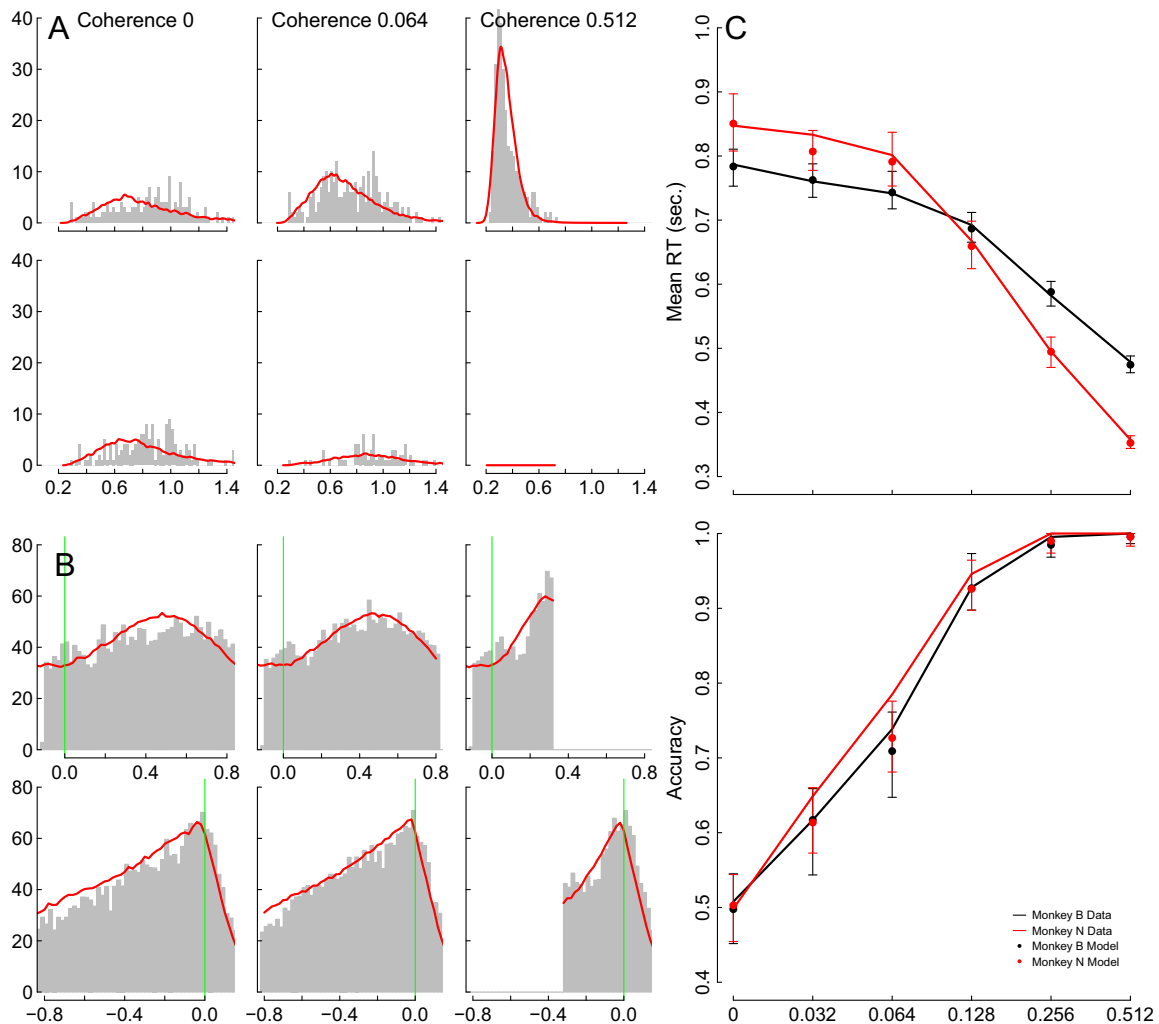 A
Coherence 0
Coherence 0.064
Coherence 0.512
40
30
20
10
0
40
30
20
10
0
0.2 0.6 1.0 1.4
0.2 0.6 1.0 1.4
0.2 0.6 1.0 1.4
B
80
60
40
20
0
0.0 0.4 0.8
0.0 0.4 0.8
0.0 0.4 0.8
80
60
40
20
0
−0.8 −0.4 0.0
−0.8 −0.4 0.0
−0.8 −0.4 0.0
C
Mean RT (sec.)
1.0
0.9
0.8
0.7
0.6
0.5
0.4
0.3
Accuracy
1.0
0.9
0.8
0.7
0.6
0.5
0.4
Monkey B Data
Monkey N Data
Monkey B Model
Monkey N Model
0 0.032 0.064 0.128 0.256 0.512